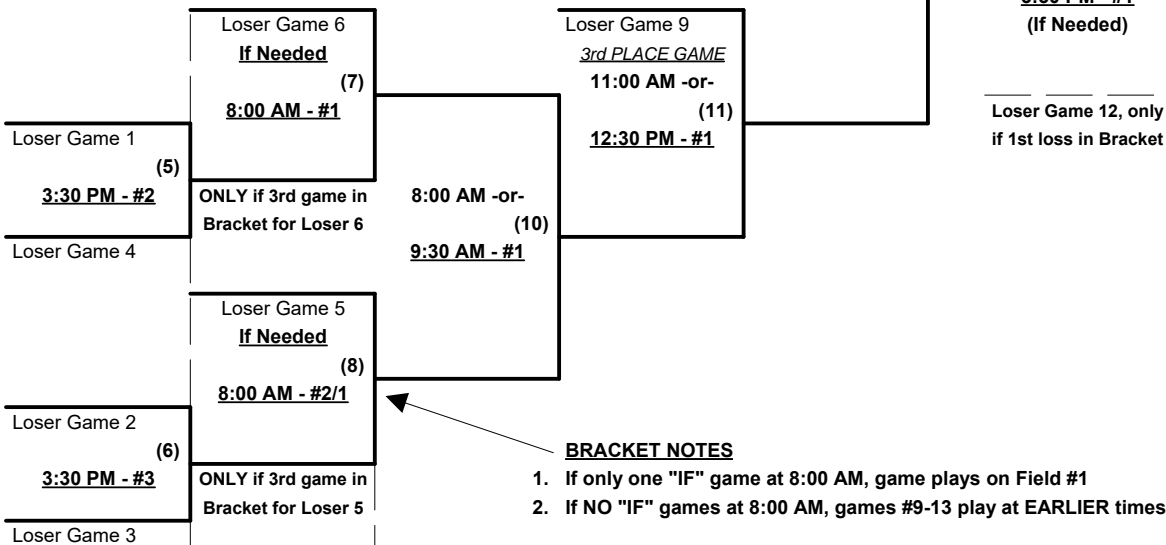 Loser Game 6
If Needed
(7)
8:00 AM - #1
Loser Game 9
3rd PLACE GAME
11:00 AM -or-
(11)
12:30 PM - #1
(If Needed)
Loser Game 12, only
if 1st loss in Bracket
Loser Game 1
(5)
3:30 PM - #2
Loser Game 4
ONLY if 3rd game in
Bracket for Loser 6
8:00 AM -or-
(10)
9:30 AM - #1
Loser Game 5
If Needed
(8)
8:00 AM - #2/1
Loser Game 2
(6)
3:30 PM - #3
Loser Game 3
ONLY if 3rd game in
Bracket for Loser 5
BRACKET NOTES
1. If only one "IF" game at 8:00 AM, game plays on Field #1
2. If NO "IF" games at 8:00 AM, games #9-13 play at EARLIER times